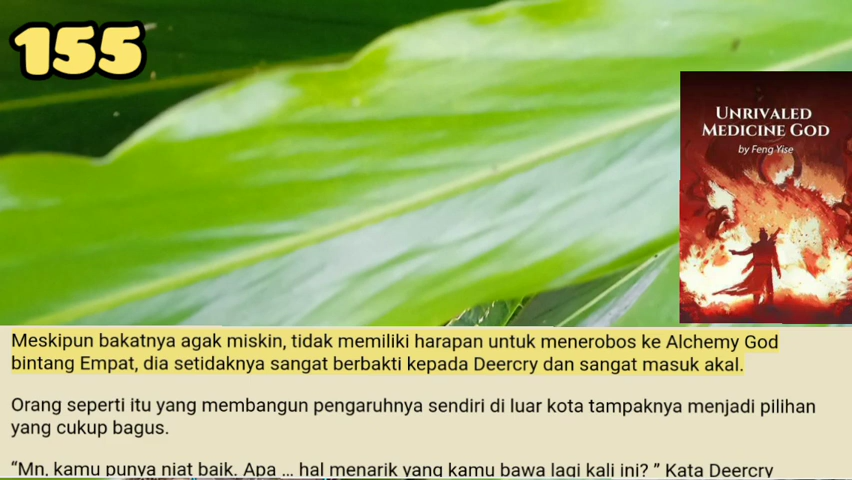 155
UNRIVALED
MEDICINE GOD
by Feng Yise
Meskipun bakatnya agak miskin, tidak memiliki harapan untuk menerobos ke Alchemy God
bintang Empat, dia setidaknya sangat berbakti kepada Deercry dan sangat masuk akal.
Orang seperti itu yang membangun pengaruhnya sendiri di luar kota tampaknya menjadi pilihan
yang cukup bagus.
“Mn, kamu punya niat baik. Apa ... hal menarik yang kamu bawa lagi kali ini? ” Kata Deercry